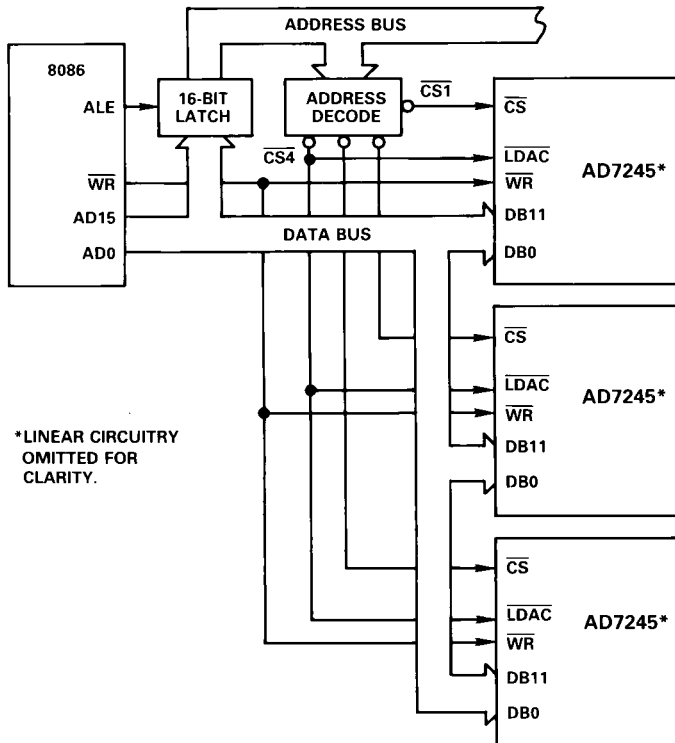 ADDRESS BUS
8086
ALE
16-BIT
LATCH
ADDRESS
DECODE
CS1
CS
CS4
LDAC
AD7245*
WR
WR
AD15
DB11
AD0
DATA BUS
DB0
CS
LDAC
AD7245*
WR
DB11
DB0
*LINEAR CIRCUITRY
OMITTED FOR
CLARITY.
CS
LDAC
AD7245*
WR
DB11
DB0